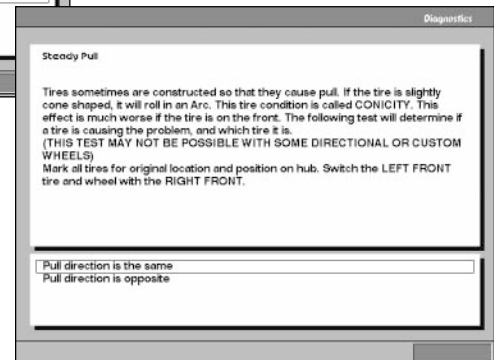 Diagnostics
Steady Pull
Tires sometimes are constructed so that they cause pull. If the tire is slightly
cone shaped, it will roll in an Arc. This tire condition is called CONICITY. This
effect is much worse if the tire is on the front. The following test will determine if
a tire is causing the problem, and which tire it is.
(THIS TEST MAY NOT BE POSSIBLE WITH SOME DIRECTIONAL OR CUSTOM
WHEELS)
Mark all tires for original location and position on hub. Switch the LEFT FRONT
tire and wheel with the RIGHT FRONT.
Pull direction is the same
Pull direction is opposite